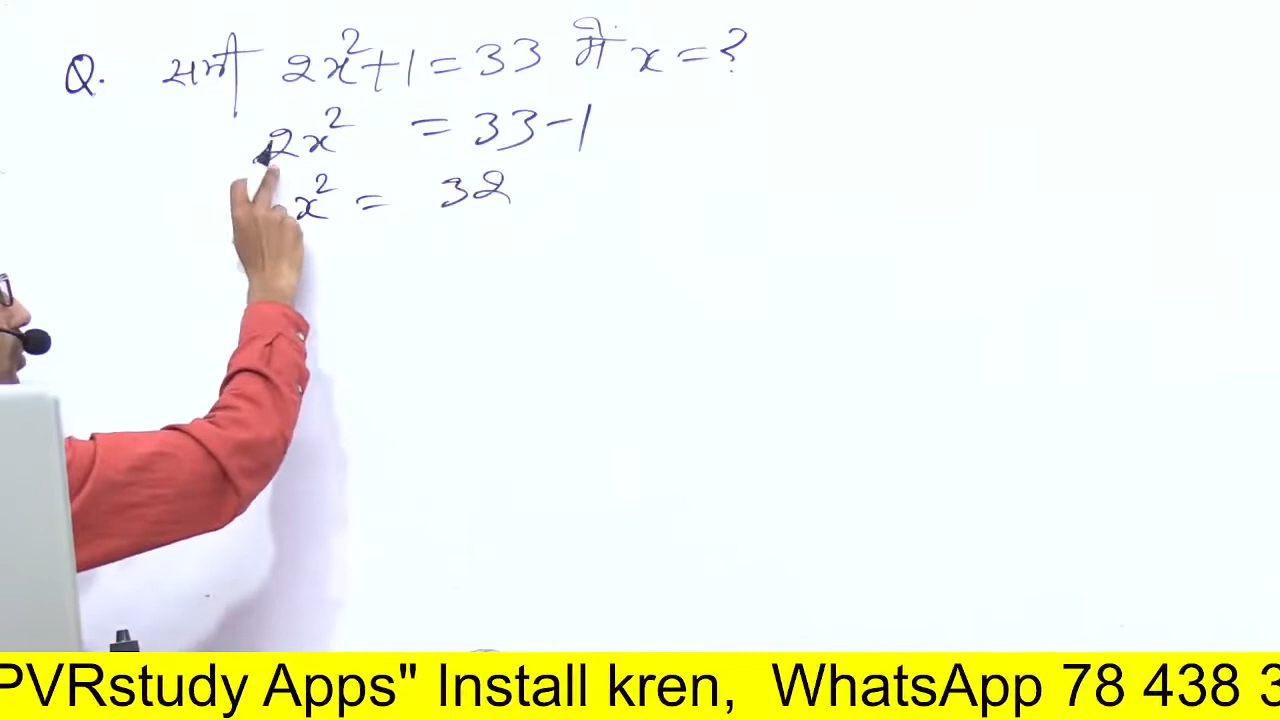 Q. समी 2x²+1=33 में x=?
2x² = 33-1
x² = 32
PVRstudy Apps" Install kren, WhatsApp 78 438 3